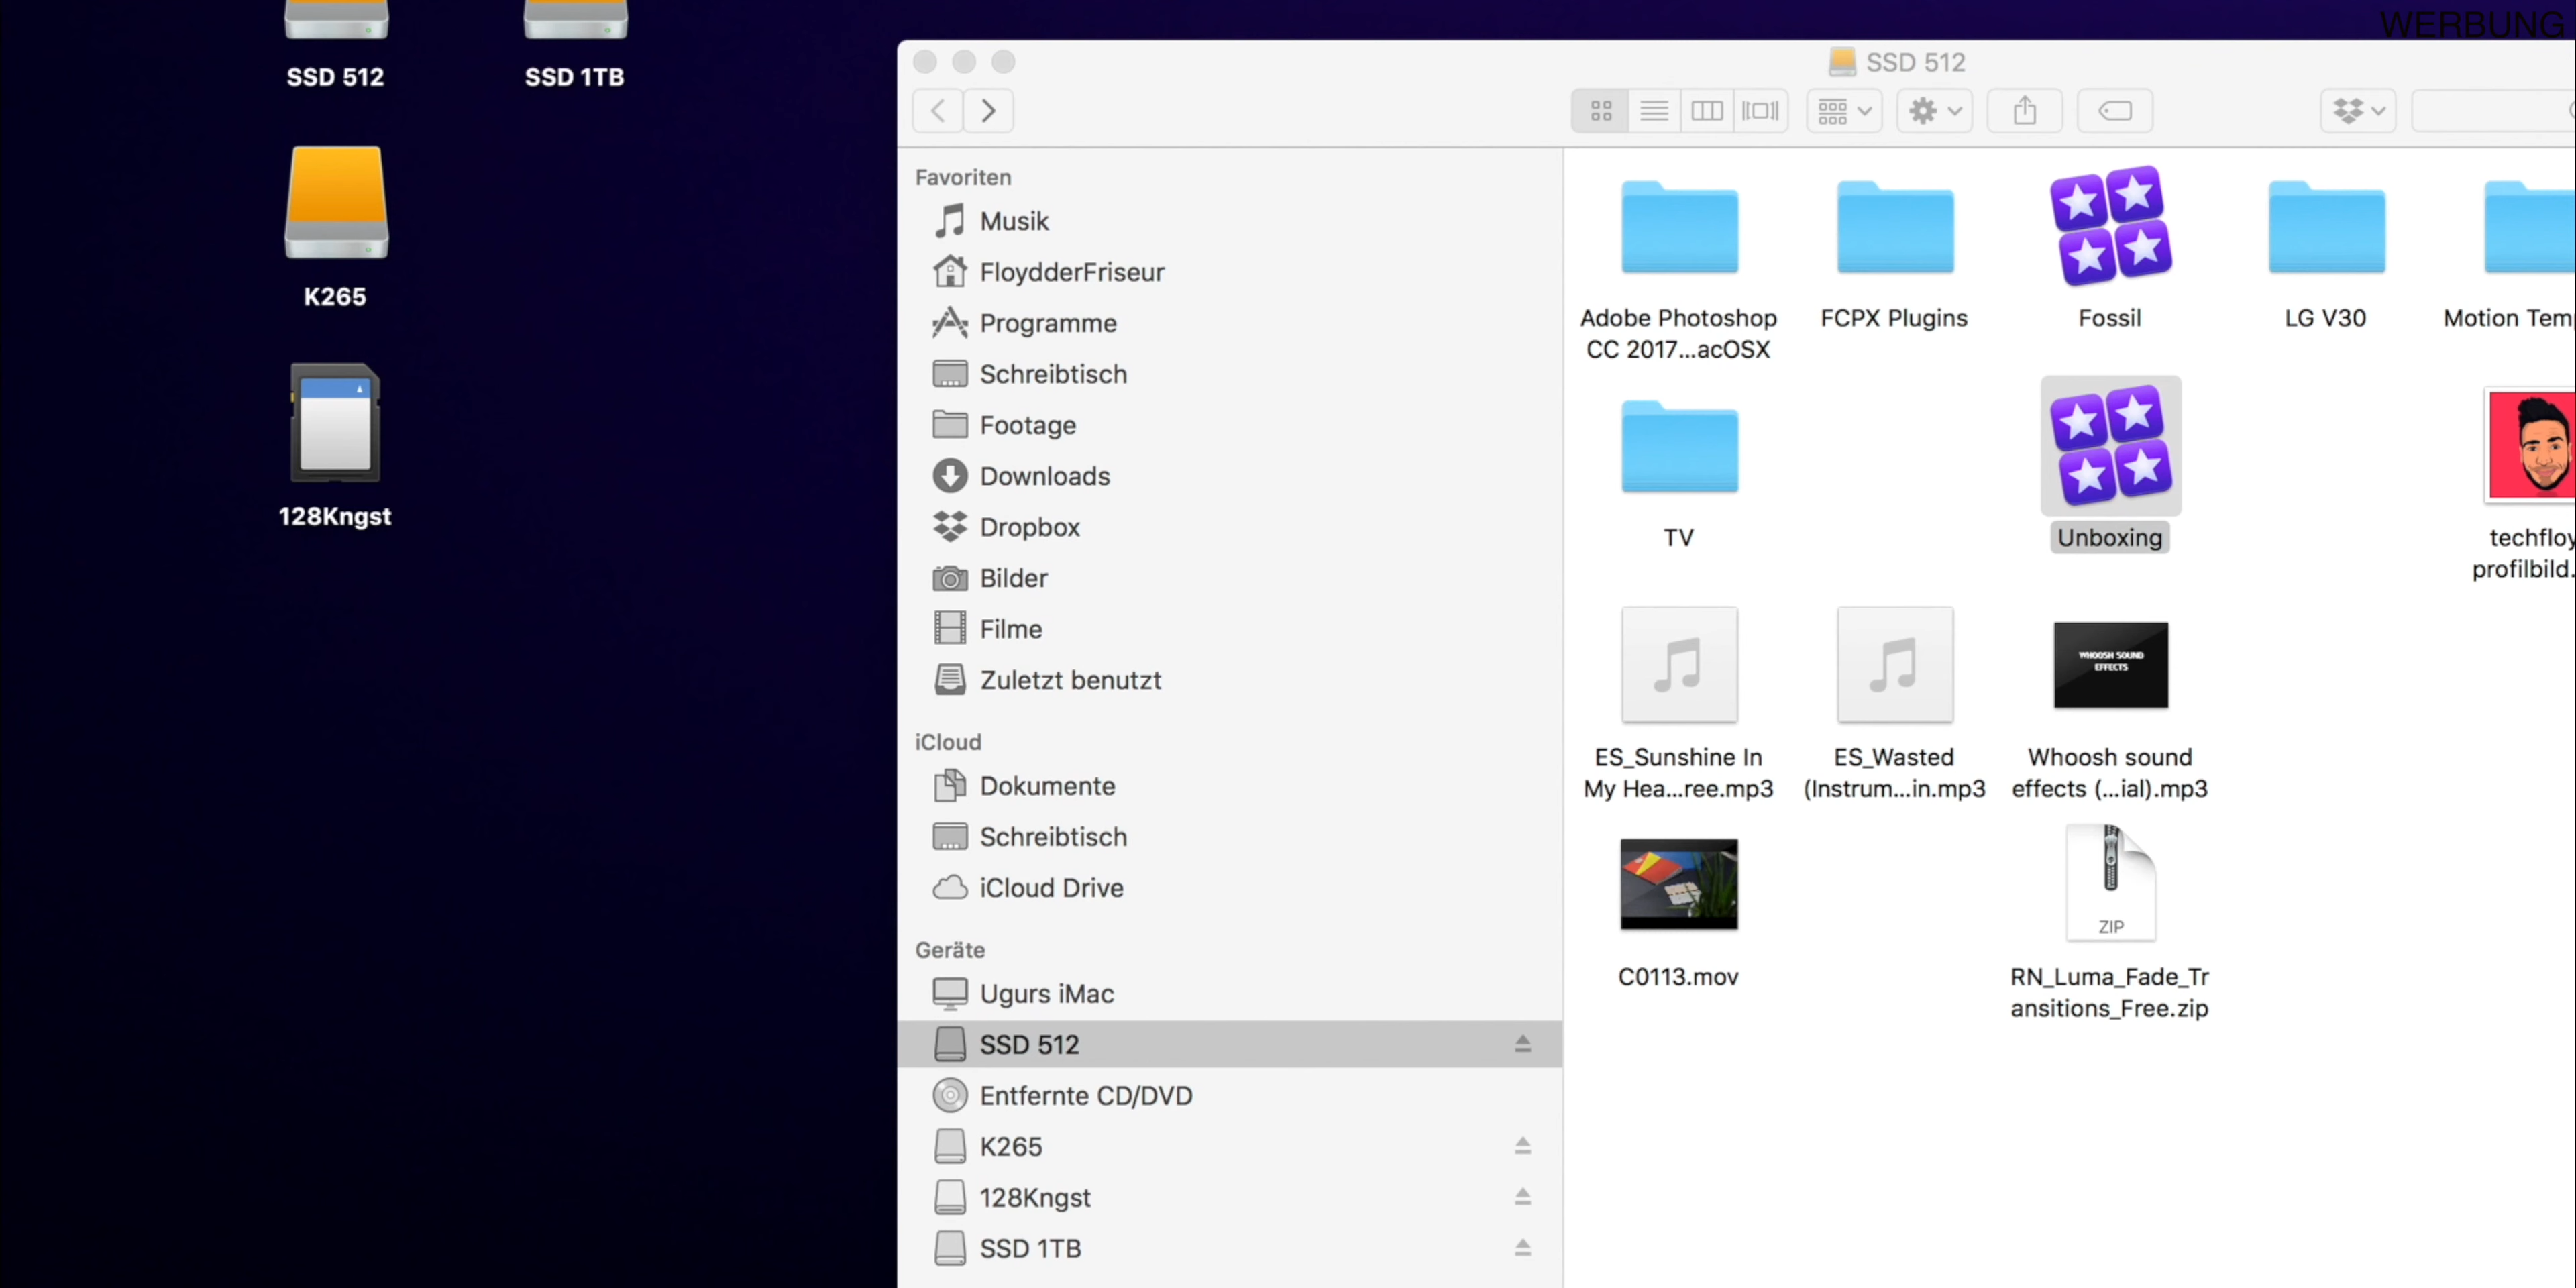 WERBUNG
SSD 512
SSD 1TB
K265
128Kngst
SSD 512
Favoriten
Musik
FloydderFriseur
Programme
Schreibtisch
Footage
Downloads
Dropbox
Bilder
Filme
Zuletzt benutzt
iCloud
Dokumente
Schreibtisch
iCloud Drive
Geräte
Ugurs iMac
SSD 512
Entfernte CD/DVD
K265
128Kngst
SSD 1TB
Adobe Photoshop
CC 2017...acOSX
FCPX Plugins
Fossil
LG V30
Motion Tem
TV
Unboxing
techfloy
profilbild.
WHOOSH SOUND
EFFECTS
ES_Sunshine In
My Hea...ree.mp3
ES_Wasted
(Instrum...in.mp3
Whoosh sound
effects (...ial).mp3
C0113.mov
ZIP
RN_Luma_Fade_Tr
ansitions_Free.zip